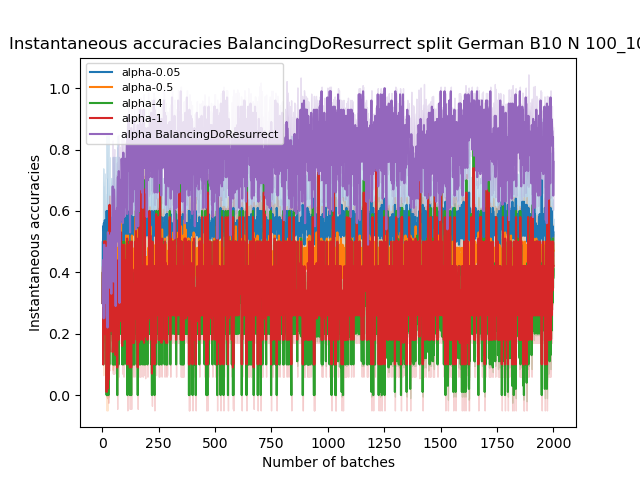 Instantaneous accuracies BalancingDoResurrect split German B10 N 100_10
alpha-0.05
alpha-0.5
alpha-4
alpha-1
alpha BalancingDoResurrect
1.0
0.8
0.6
0.4
0.2
0.0
Instantaneous accuracies
0 250 500 750 1000 1250 1500 1750 2000
Number of batches